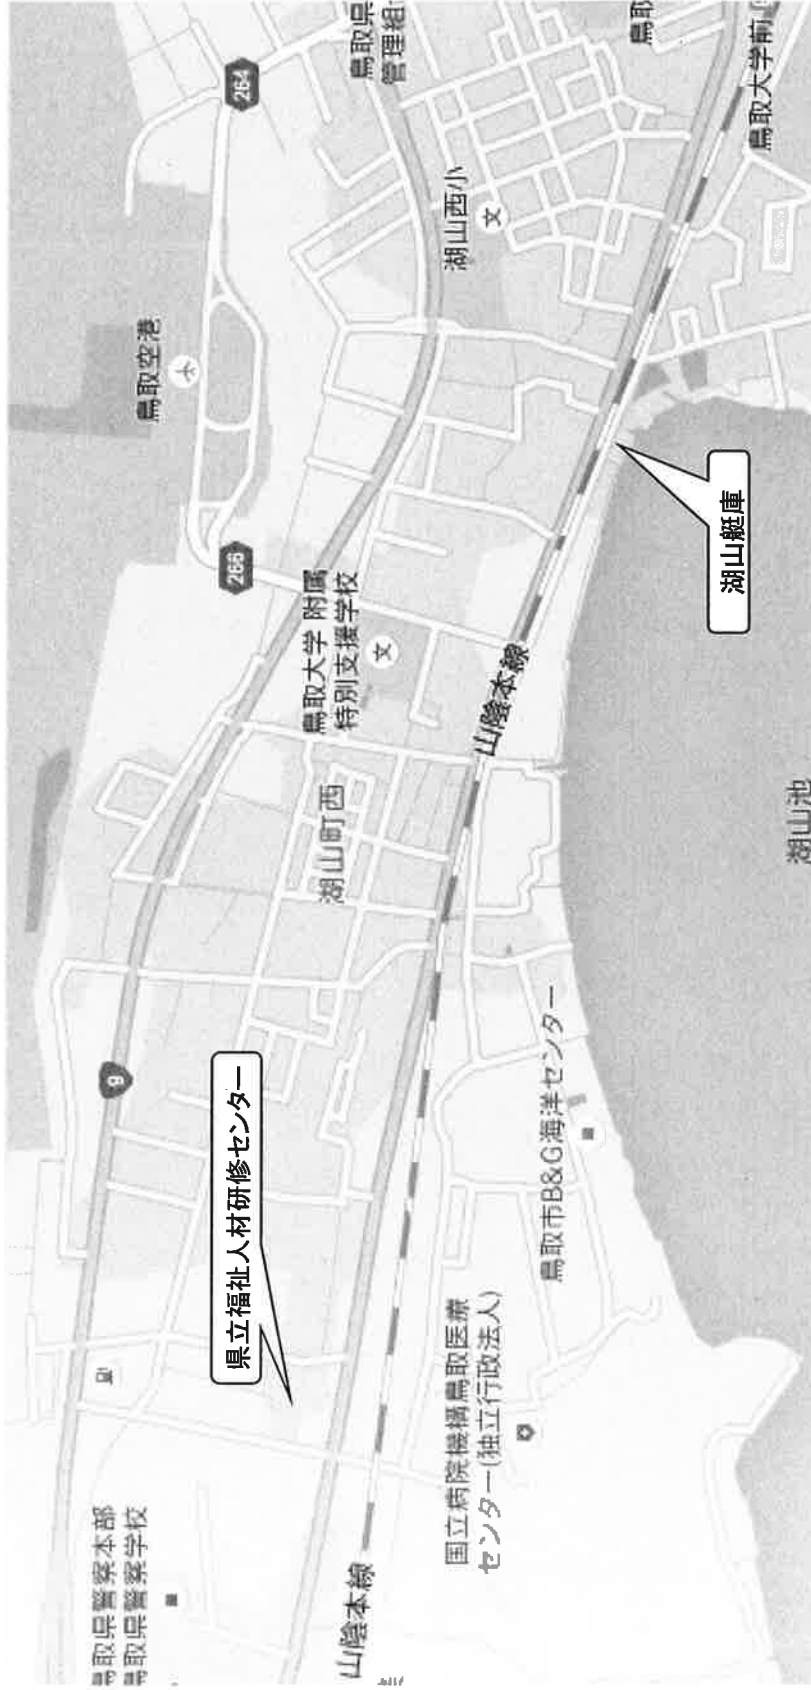 鳥取県警察本部
鳥取県警察学校
9
鳥取空港
264
県立福祉人材研修センター
鳥取大学 附属
特別支援学校
文
湖山町西
鳥取県
管理組合
湖山西小
文
山陰本線
山陰本線
国立病院機構鳥取医療
センター(独立行政法人)
鳥取市B&G海洋センター
鳥取
鳥取大学前
湖山艇庫
湖山池